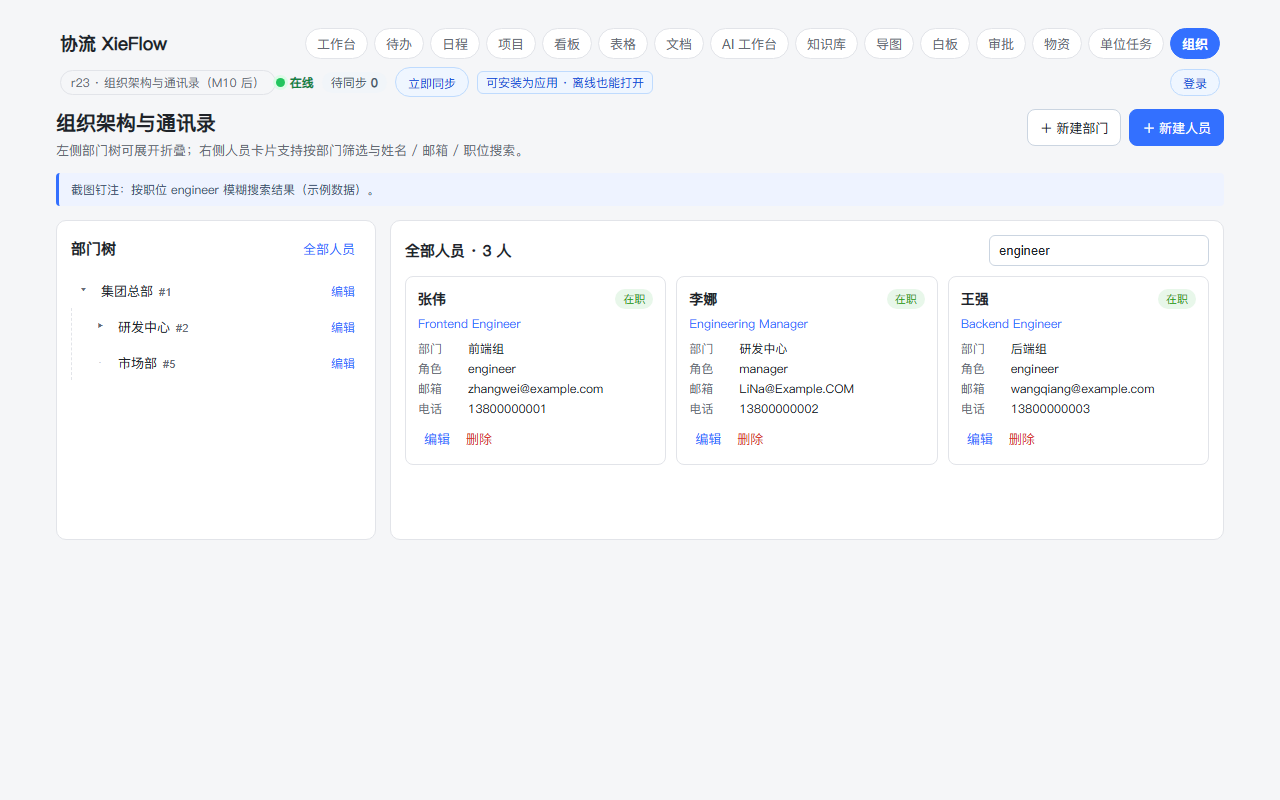 协流 XieFlow 工作台 待办 日程 项目 看板 表格 文档 AI 工作台 知识库 导图 白板 审批 物资 单位任务 组织
r23 · 组织架构与通讯录（M10 后） 在线 待同步 0 立即同步 可安装为应用 · 离线也能打开 登录
组织架构与通讯录
＋ 新建部门 ＋ 新建人员
左侧部门树可展开折叠；右侧人员卡片支持按部门筛选与姓名 / 邮箱 / 职位搜索。
截图钉注：按职位 engineer 模糊搜索结果（示例数据）。
部门树 全部人员
集团总部 #1 编辑
研发中心 #2 编辑
市场部 #5 编辑
全部人员 · 3 人 engineer
张伟 在职
Frontend Engineer
部门 前端组
角色 engineer
邮箱 zhangwei@example.com
电话 13800000001
编辑 删除
李娜 在职
Engineering Manager
部门 研发中心
角色 manager
邮箱 LiNa@Example.COM
电话 13800000002
编辑 删除
王强 在职
Backend Engineer
部门 后端组
角色 engineer
邮箱 wangqiang@example.com
电话 13800000003
编辑 删除